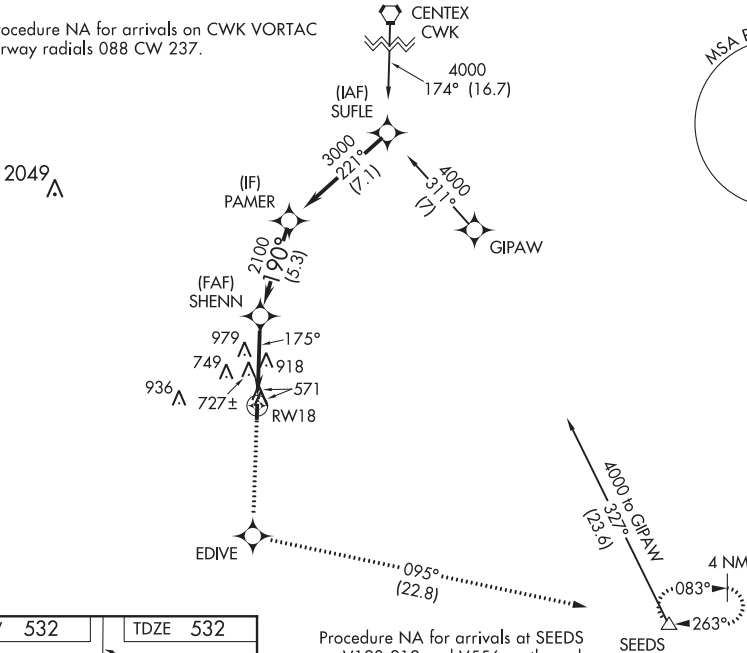 CENTEX
CWK
rocedure NA for arrivals on CWK VORTAC
rway radials 088 CW 237.
4000
174° (16.7)
MSA
(IAF)
SUFLE
3000
221°
(7.1)
4000
311°
(7)
2049
(IF)
PAMER
GIPAW
2100
190°
(5.3)
(FAF)
SHENN
979
175°
749
918
936
727±
571
RW18
4000 to GIPAW
327°
(23.6)
EDIVE
095°
(22.8)
4 NM
083°
263°
SEEDS
532
TDZE 532
Procedure NA for arrivals at SEEDS